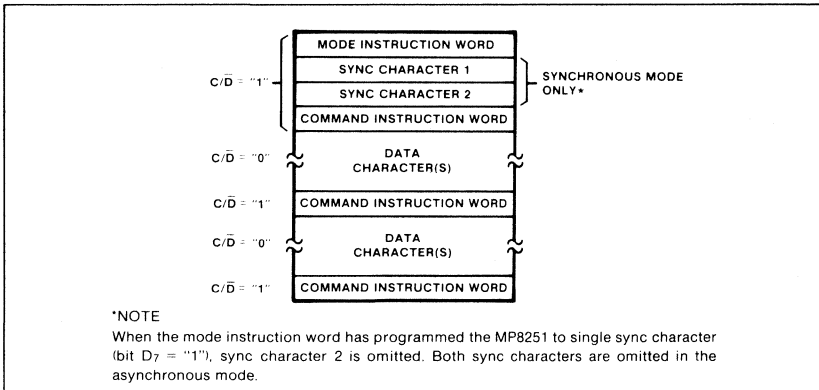 MODE INSTRUCTION WORD
SYNC CHARACTER 1
SYNC CHARACTER 2
COMMAND INSTRUCTION WORD
C/D̅ = "1"
SYNCHRONOUS MODE
ONLY*
C/D̅ = "0"
DATA
CHARACTER(S)
C/D̅ = "1"
COMMAND INSTRUCTION WORD
C/D̅ = "0"
DATA
CHARACTER(S)
C/D̅ = "1"
COMMAND INSTRUCTION WORD
*NOTE
When the mode instruction word has programmed the MP8251 to single sync character
(bit D7 = "1"), sync character 2 is omitted. Both sync characters are omitted in the
asynchronous mode.